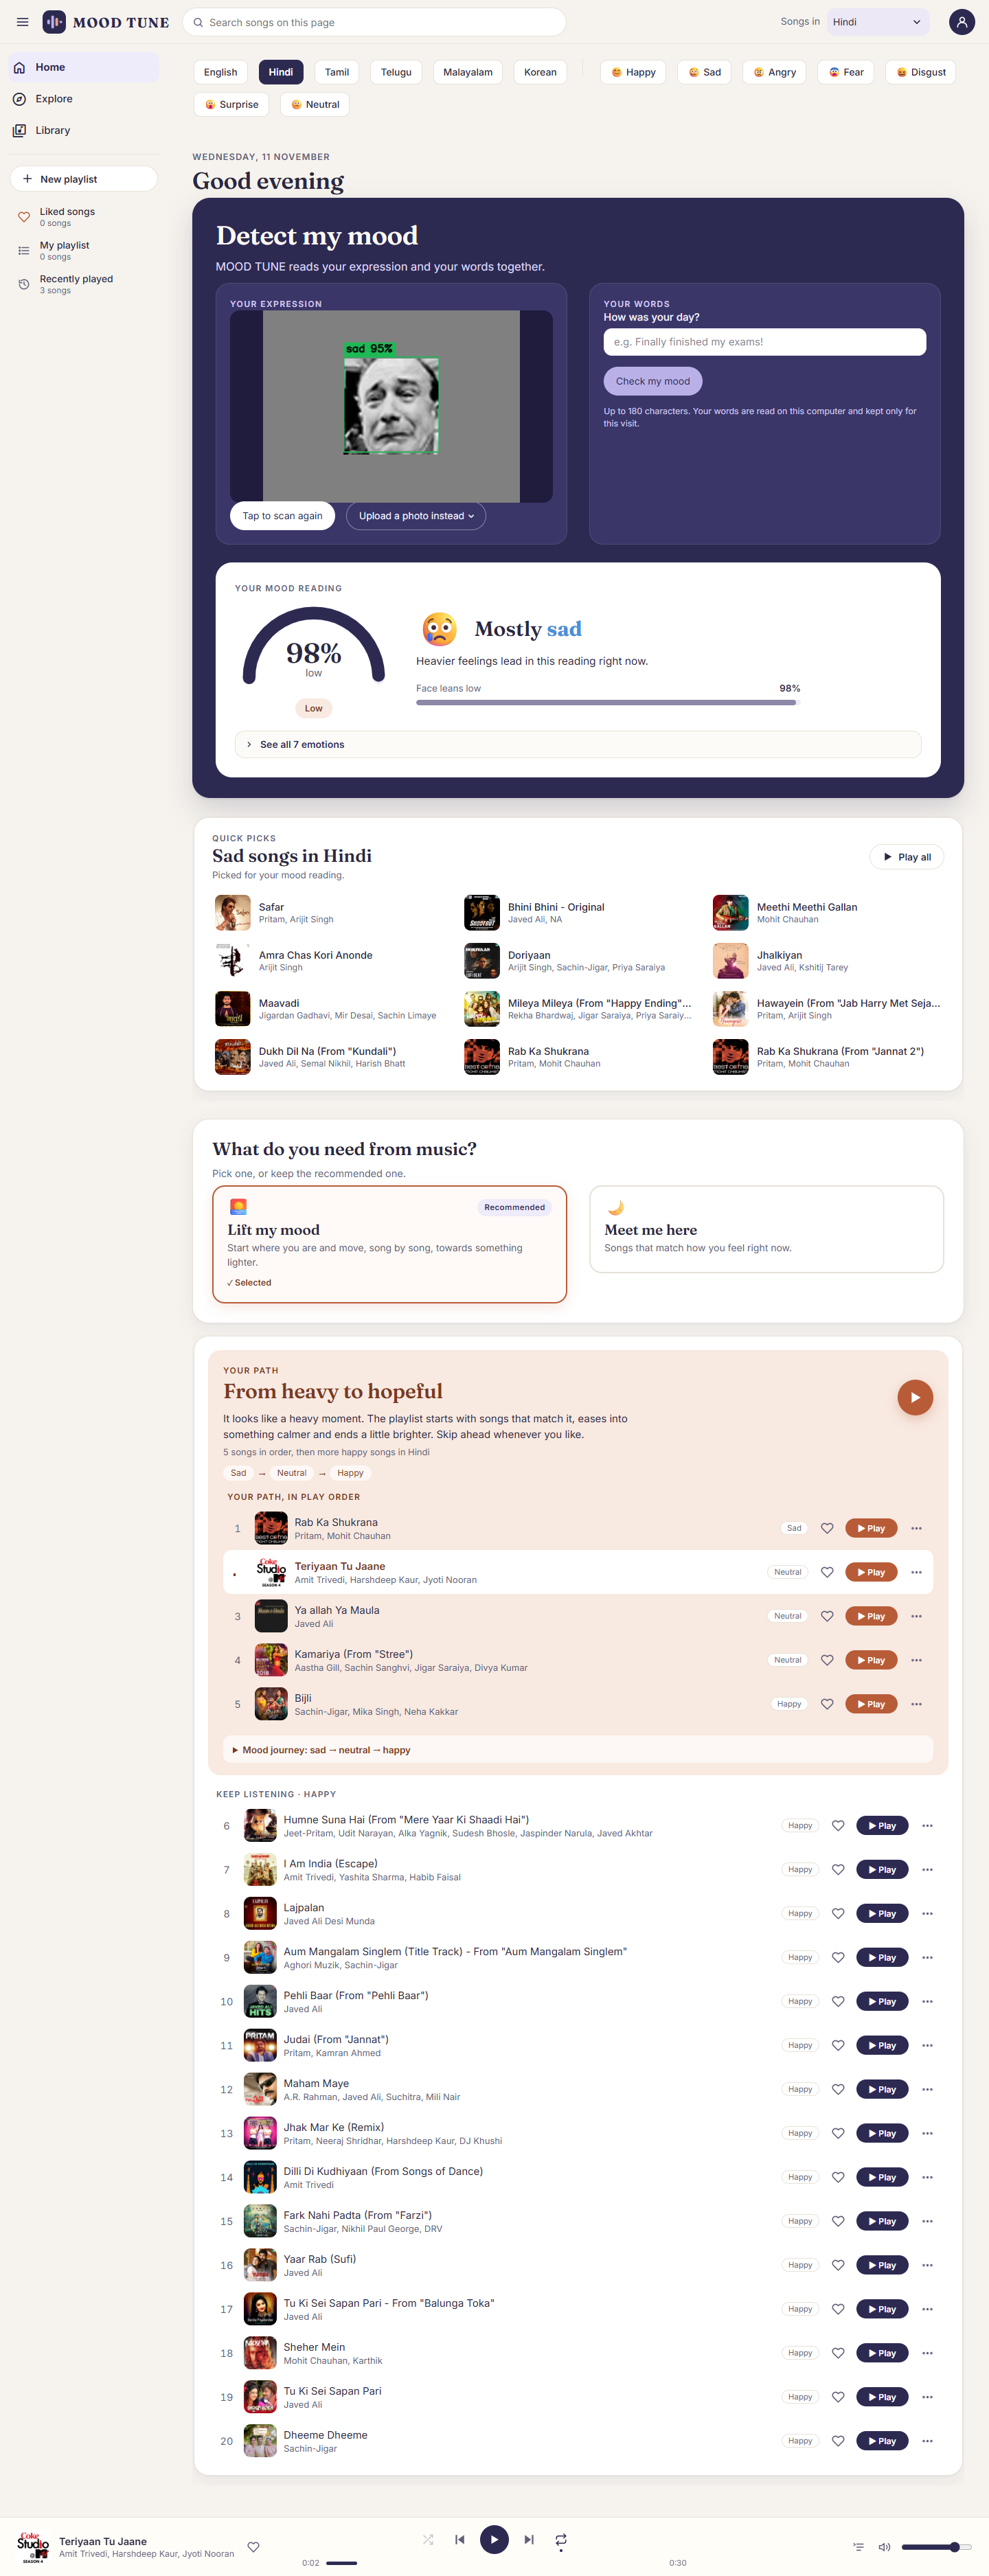 MOOD TUNE
Search songs on this page
Songs in
Hindi
Home
Explore
Library
New playlist
Liked songs
0 songs
My playlist
0 songs
Recently played
3 songs
English
Hindi
Tamil
Telugu
Malayalam
Korean
Happy
Sad
Angry
Fear
Disgust
Surprise
Neutral
WEDNESDAY, 11 NOVEMBER
Good evening
Detect my mood
MOOD TUNE reads your expression and your words together.
YOUR EXPRESSION
sad 95%
Tap to scan again
Upload a photo instead
YOUR WORDS
How was your day?
e.g. Finally finished my exams!
Check my mood
Up to 180 characters. Your words are read on this computer and kept only for
this visit.
YOUR MOOD READING
98%
low
Low
Mostly sad
Heavier feelings lead in this reading right now.
Face leans low
98%
See all 7 emotions
QUICK PICKS
Sad songs in Hindi
Picked for your mood reading.
Play all
Safar
Pritam, Arijit Singh
Bhini Bhini - Original
Javed Ali, NA
Meethi Meethi Gallan
Mohit Chauhan
Amra Chas Kori Anonde
Arijit Singh
Doriyaan
Arijit Singh, Sachin-Jigar, Priya Saraiya
Jhalkiyan
Javed Ali, Kshitij Tarey
Maavadi
Jigardan Gadhavi, Mir Desai, Sachin Limaye
Mileya Mileya (From "Happy Ending"...
Rekha Bhardwaj, Jigar Saraiya, Priya Saraiy...
Hawayein (From "Jab Harry Met Seja...
Pritam, Arijit Singh
Dukh Dil Na (From "Kundali")
Javed Ali, Semal Nikhil, Harish Bhatt
Rab Ka Shukrana
Pritam, Mohit Chauhan
Rab Ka Shukrana (From "Jannat 2")
Pritam, Mohit Chauhan
What do you need from music?
Pick one, or keep the recommended one.
Recommended
Lift my mood
Start where you are and move, song by song, towards something
lighter.
✓ Selected
Meet me here
Songs that match how you feel right now.
YOUR PATH
From heavy to hopeful
It looks like a heavy moment. The playlist starts with songs that match it, eases into
something calmer and ends a little brighter. Skip ahead whenever you like.
5 songs in order, then more happy songs in Hindi
Sad → Neutral → Happy
YOUR PATH, IN PLAY ORDER
1
Rab Ka Shukrana
Pritam, Mohit Chauhan
Sad
▶ Play
Coke Studio
SEASON 4
Teriyaan Tu Jaane
Amit Trivedi, Harshdeep Kaur, Jyoti Nooran
Neutral
▶ Play
3
Ya allah Ya Maula
Javed Ali
Neutral
▶ Play
4
Kamariya (From "Stree")
Aastha Gill, Sachin Sanghvi, Jigar Saraiya, Divya Kumar
Neutral
▶ Play
5
Bijli
Sachin-Jigar, Mika Singh, Neha Kakkar
Happy
▶ Play
▶ Mood journey: sad → neutral → happy
KEEP LISTENING · HAPPY
6
Humne Suna Hai (From "Mere Yaar Ki Shaadi Hai")
Jeet-Pritam, Udit Narayan, Alka Yagnik, Sudesh Bhosle, Jaspinder Narula, Javed Akhtar
Happy
▶ Play
7
I Am India (Escape)
Amit Trivedi, Yashita Sharma, Habib Faisal
Happy
▶ Play
8
Lajpalan
Javed Ali Desi Munda
Happy
▶ Play
9
Aum Mangalam Singlem (Title Track) - From "Aum Mangalam Singlem"
Aghori Muzik, Sachin-Jigar
Happy
▶ Play
10
Pehli Baar (From "Pehli Baar")
Javed Ali
Happy
▶ Play
11
Judai (From "Jannat")
Pritam, Kamran Ahmed
Happy
▶ Play
12
Maham Maye
A.R. Rahman, Javed Ali, Suchitra, Mili Nair
Happy
▶ Play
13
Jhak Mar Ke (Remix)
Pritam, Neeraj Shridhar, Harshdeep Kaur, DJ Khushi
Happy
▶ Play
14
Dilli Di Kudhiyaan (From Songs of Dance)
Amit Trivedi
Happy
▶ Play
15
Fark Nahi Padta (From "Farzi")
Sachin-Jigar, Nikhil Paul George, DRV
Happy
▶ Play
16
Yaar Rab (Sufi)
Javed Ali
Happy
▶ Play
17
Tu Ki Sei Sapan Pari - From "Balunga Toka"
Javed Ali
Happy
▶ Play
18
Sheher Mein
Mohit Chauhan, Karthik
Happy
▶ Play
19
Tu Ki Sei Sapan Pari
Javed Ali
Happy
▶ Play
20
Dheeme Dheeme
Sachin-Jigar
Happy
▶ Play
Coke Studio
SEASON 4
Teriyaan Tu Jaane
Amit Trivedi, Harshdeep Kaur, Jyoti Nooran
0:02
0:30